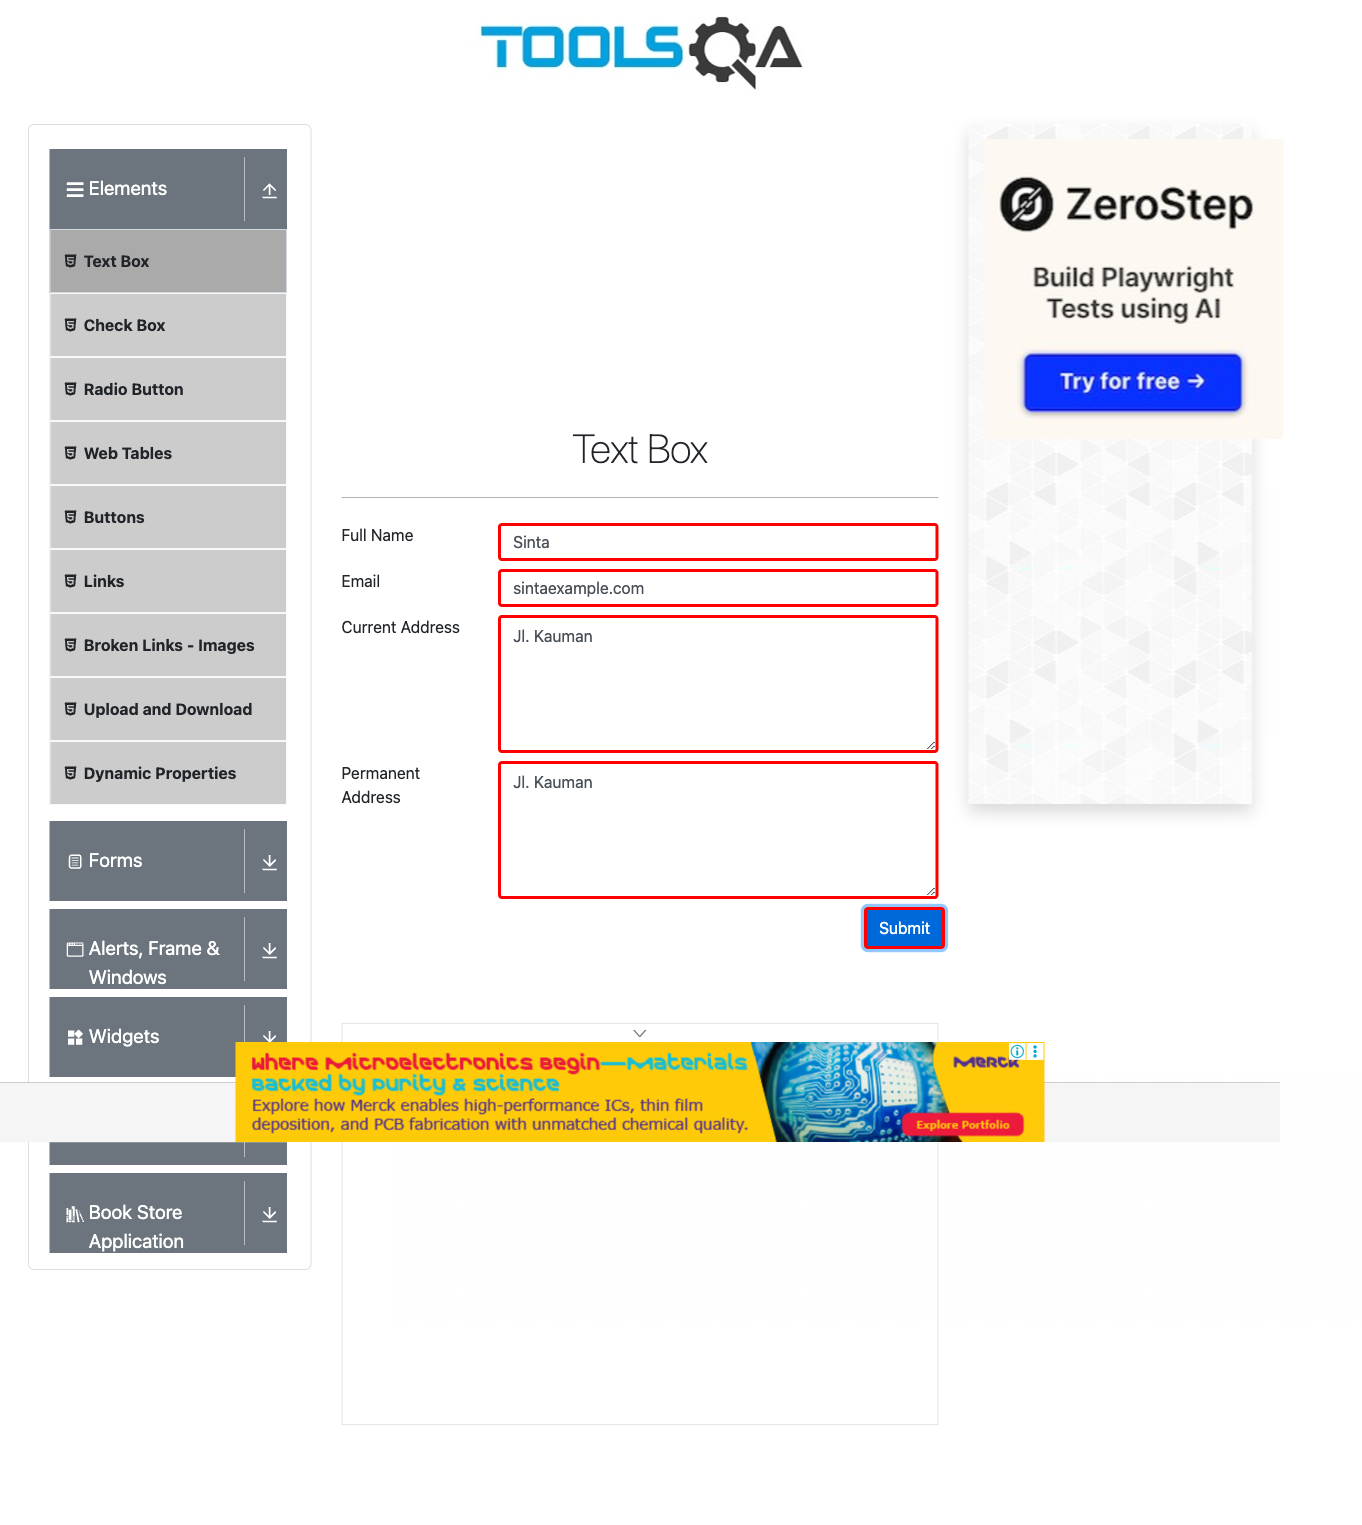 TOOLSQA
Elements
Text Box
Check Box
Radio Button
Web Tables
Buttons
Links
Broken Links - Images
Upload and Download
Dynamic Properties
Forms
Alerts, Frame &
Windows
Widgets
Book Store
Application
Text Box
Full Name
Sinta
Email
sintaexample.com
Current Address
Jl. Kauman
Permanent
Address
Jl. Kauman
Submit
ZeroStep
Build Playwright
Tests using AI
Try for free →
Where Microelectronics Begin—Materials
Backed by Purity & Science
Explore how Merck enables high-performance ICs, thin film
deposition, and PCB fabrication with unmatched chemical quality.
Merck
Explore Portfolio